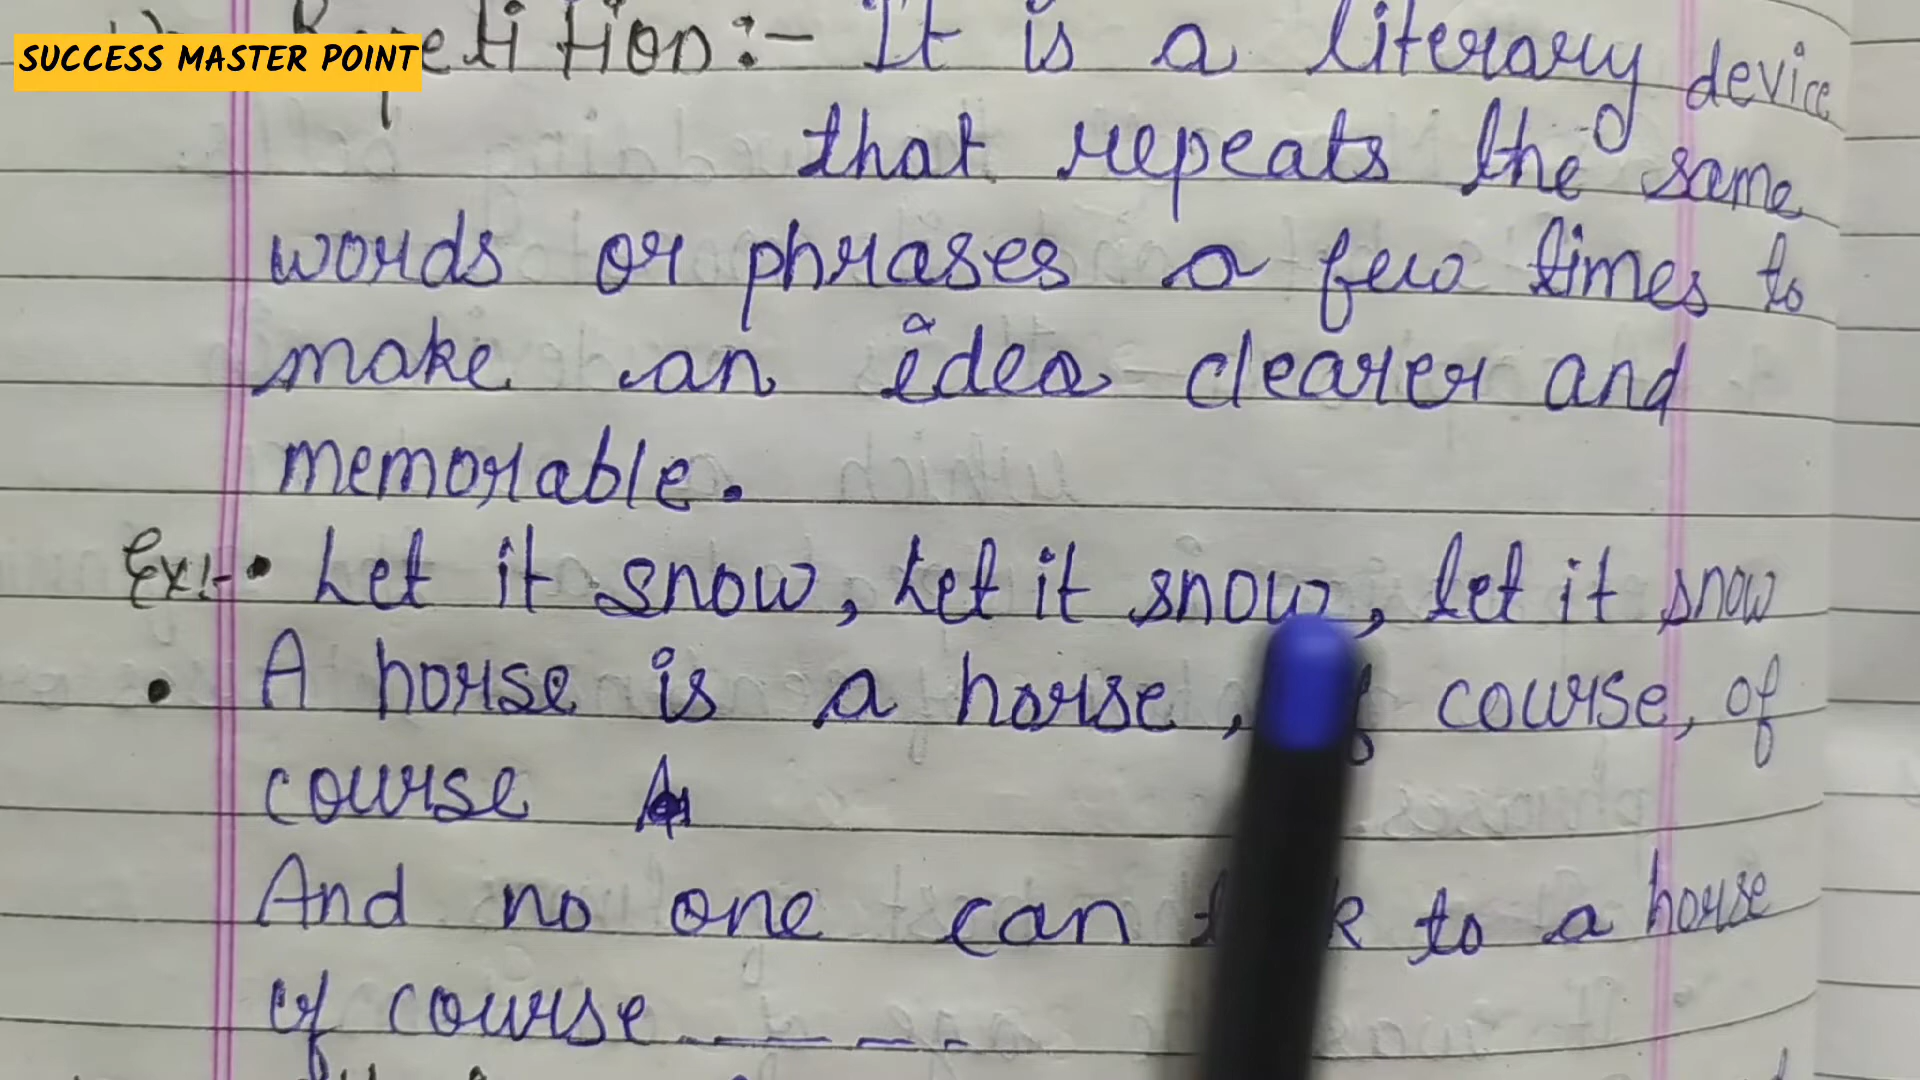 SUCCESS MASTER POINT
Repetition:- It is a literary device
that repeats the same
words or phrases a few times to
make an idea clearer and
memorable.
Ex:- • Let it snow, Let it snow, let it snow
• A horse is a horse, of course, of
course
And no one can to a horse
of course _ _ _ _